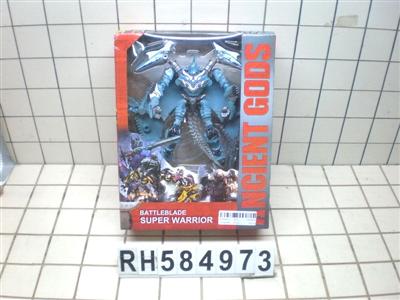 ANCIENT GODS
BATTLEBLADE
SUPER WARRIOR
RH584973